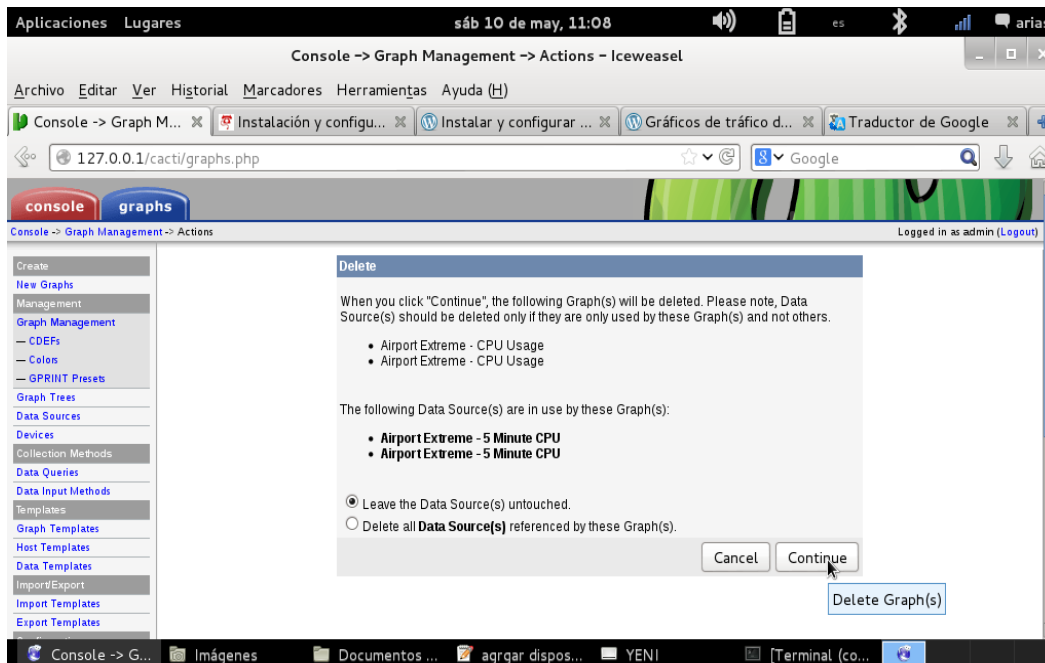 Aplicaciones Lugares sáb 10 de may, 11:08 es arias
Console -> Graph Management -> Actions - Iceweasel
Archivo Editar Ver Historial Marcadores Herramientas Ayuda (H)
Console -> Graph M... Instalación y configu... Instalar y configurar ... Gráficos de tráfico d... Traductor de Google
127.0.0.1/cacti/graphs.php Google
console graphs
Console -> Graph Management -> Actions Logged in as admin (Logout)
Create
New Graphs
Management
Graph Management
— CDEFs
— Colors
— GPRINT Presets
Graph Trees
Data Sources
Devices
Collection Methods
Data Queries
Data Input Methods
Templates
Graph Templates
Host Templates
Data Templates
Import/Export
Import Templates
Export Templates
Delete
When you click "Continue", the following Graph(s) will be deleted. Please note, Data
Source(s) should be deleted only if they are only used by these Graph(s) and not others.
• Airport Extreme - CPU Usage
• Airport Extreme - CPU Usage
The following Data Source(s) are in use by these Graph(s):
• Airport Extreme - 5 Minute CPU
• Airport Extreme - 5 Minute CPU
Leave the Data Source(s) untouched.
Delete all Data Source(s) referenced by these Graph(s).
Cancel Continue
Delete Graph(s)
Console -> G... Imágenes Documentos ... agrqar dispos... YENI [Terminal (co...